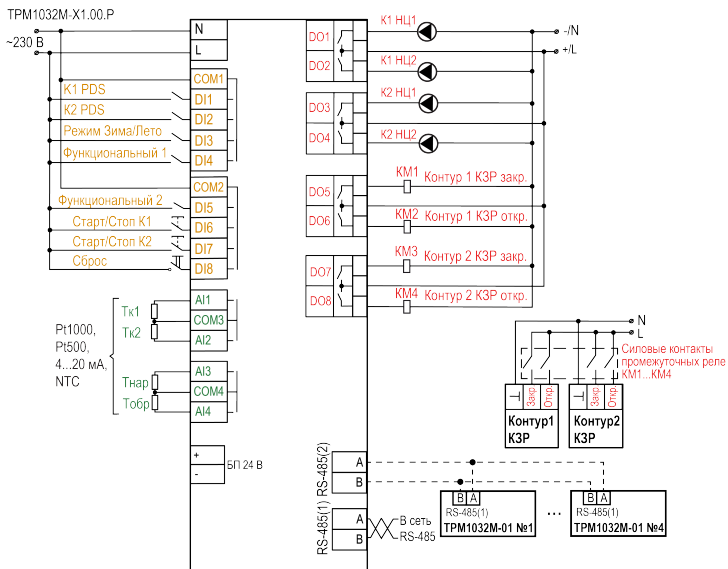 ТРМ1032М-Х1.00.Р
~230 В
N
L
COM1
K1 PDS
DI1
K2 PDS
DI2
Режим Зима/Лето
DI3
Функциональный 1
DI4
COM2
Функциональный 2
DI5
Старт/Стоп К1
DI6
Старт/Стоп К2
DI7
Сброс
DI8
Pt1000,
Pt500,
4...20 мА,
NTC
Тк1
Тк2
Тнар
Тобр
AI1
COM3
AI2
AI3
COM4
AI4
+
-
БП 24 В
DO1
DO2
К1 НЦ1
К1 НЦ2
-/N
+/L
DO3
DO4
К2 НЦ1
К2 НЦ2
DO5
DO6
КМ1 Контур 1 КЗР закр.
КМ2 Контур 1 КЗР откр.
DO7
DO8
КМ3 Контур 2 КЗР закр.
КМ4 Контур 2 КЗР откр.
N
L
Силовые контакты
промежуточных реле
КМ1...КМ4
Закр.
Откр.
Контур1
КЗР
Закр.
Откр.
Контур2
КЗР
RS-485(2)
A
B
RS-485(1)
A
B
В сеть
RS-485
B A
RS-485(1)
ТРМ1032М-01 №1
...
B A
RS-485(1)
ТРМ1032М-01 №4